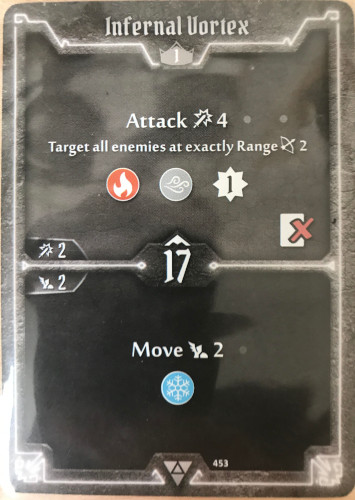 Infernal Vortex
1
Attack 4
Target all enemies at exactly Range 2
1
2
17
2
Move 2
453